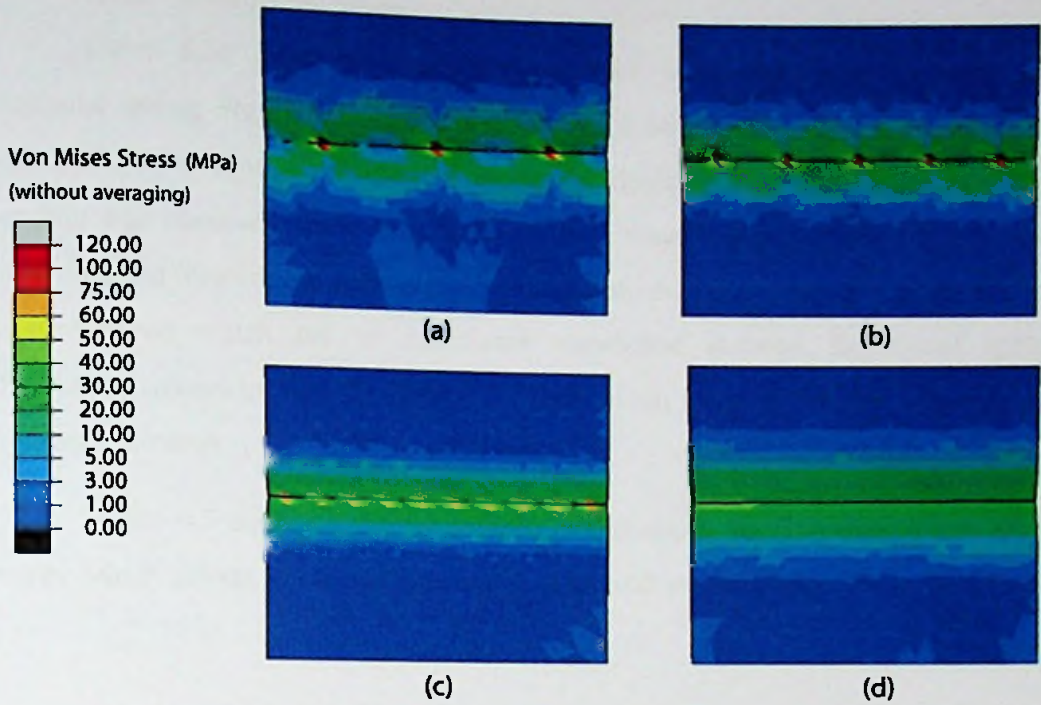 Von Mises Stress (MPa)
(without averaging)
120.00
100.00
75.00
60.00
50.00
40.00
30.00
20.00
10.00
5.00
3.00
1.00
0.00
(a)
(b)
(c)
(d)